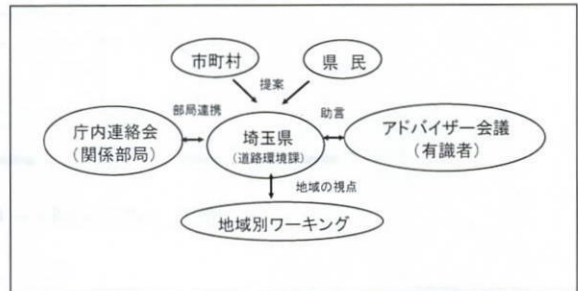 市町村
県 民
提案
部局連携
助言
庁内連絡会
(関係部局)
埼玉県
(道路環境課)
アドバイザー会議
(有識者)
地域の視点
地域別ワーキング